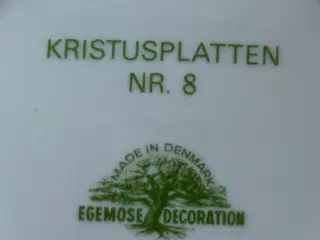 KRISTUSPLATTEN
NR. 8
MADE IN DENMARK
EGEMOSE DECORATION